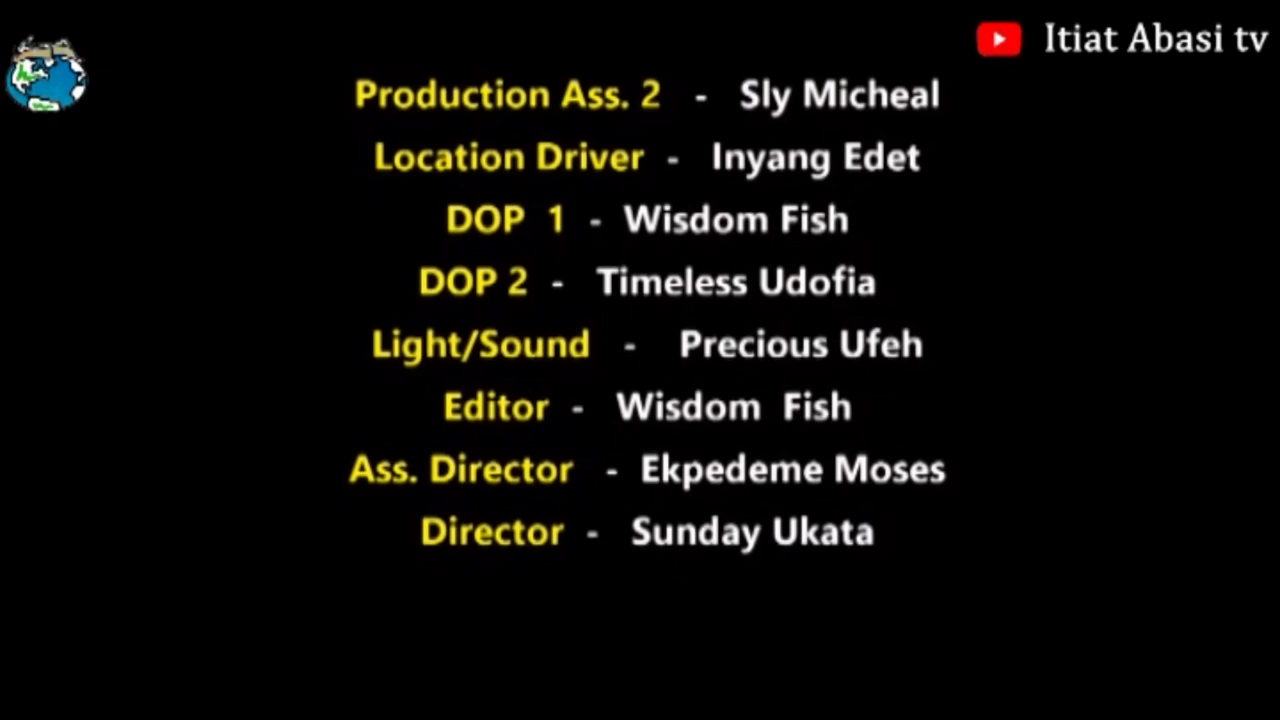 Itiat Abasi tv
Production Ass. 2 - Sly Micheal
Location Driver - Inyang Edet
DOP 1 - Wisdom Fish
DOP 2 - Timeless Udofia
Light/Sound - Precious Ufeh
Editor - Wisdom Fish
Ass. Director - Ekpedeme Moses
Director - Sunday Ukata